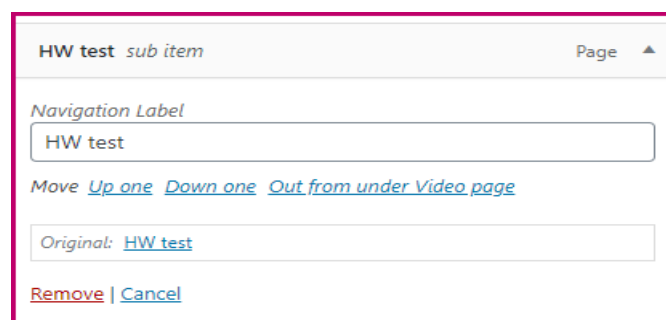 HW test sub item Page
Navigation Label
HW test
Move Up one Down one Out from under Video page
Original: HW test
Remove | Cancel